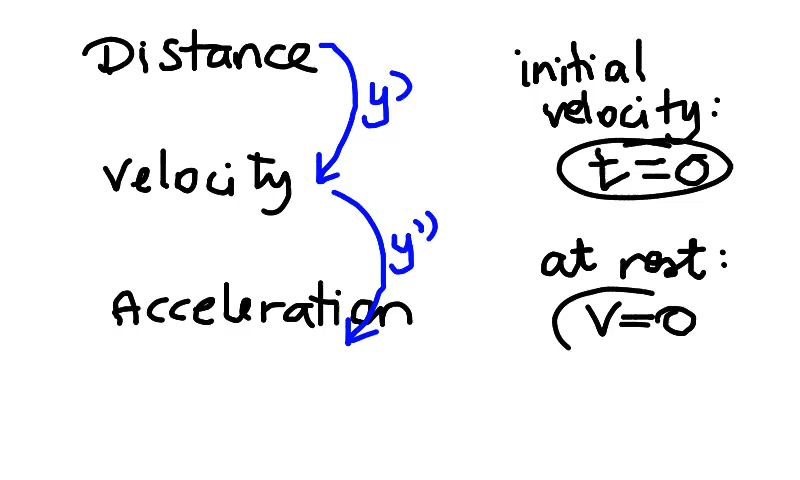 Distance
y'
velocity
y''
Acceleration
initial
velocity:
t=0
at rest:
v=0